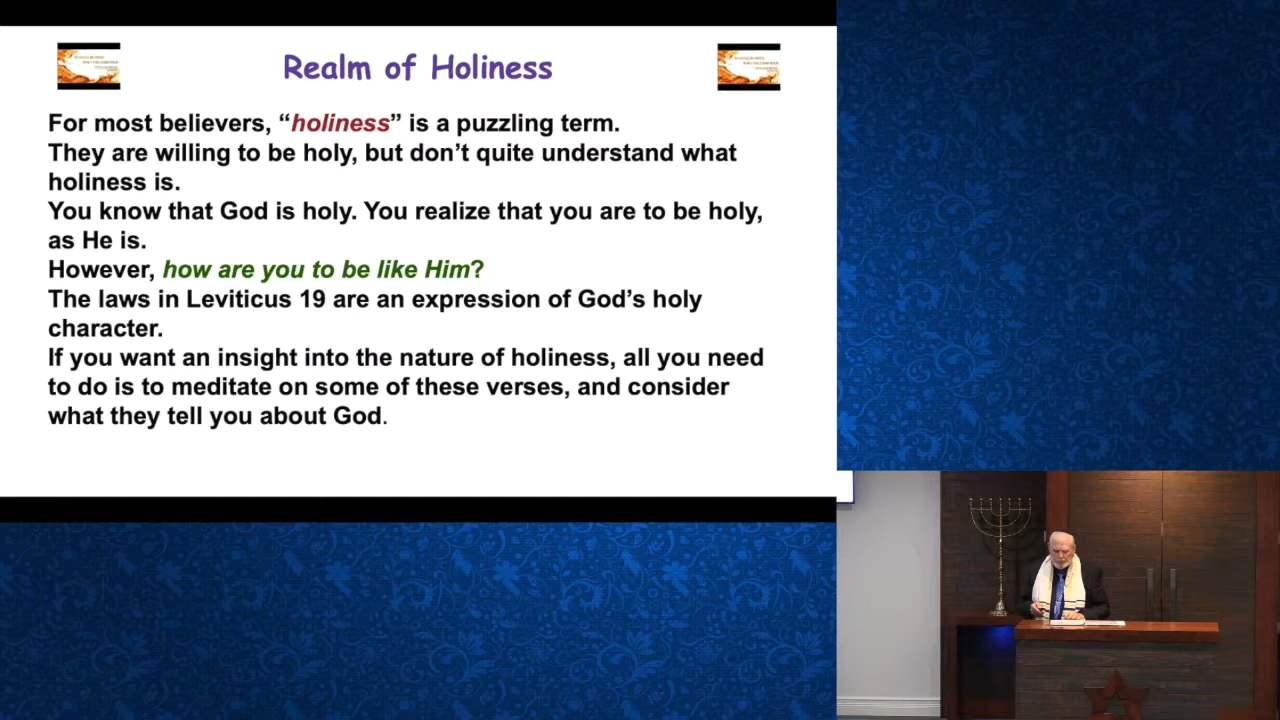 Realm of Holiness
For most believers, “holiness” is a puzzling term.
They are willing to be holy, but don’t quite understand what
holiness is.
You know that God is holy. You realize that you are to be holy,
as He is.
However, how are you to be like Him?
The laws in Leviticus 19 are an expression of God’s holy
character.
If you want an insight into the nature of holiness, all you need
to do is to meditate on some of these verses, and consider
what they tell you about God.